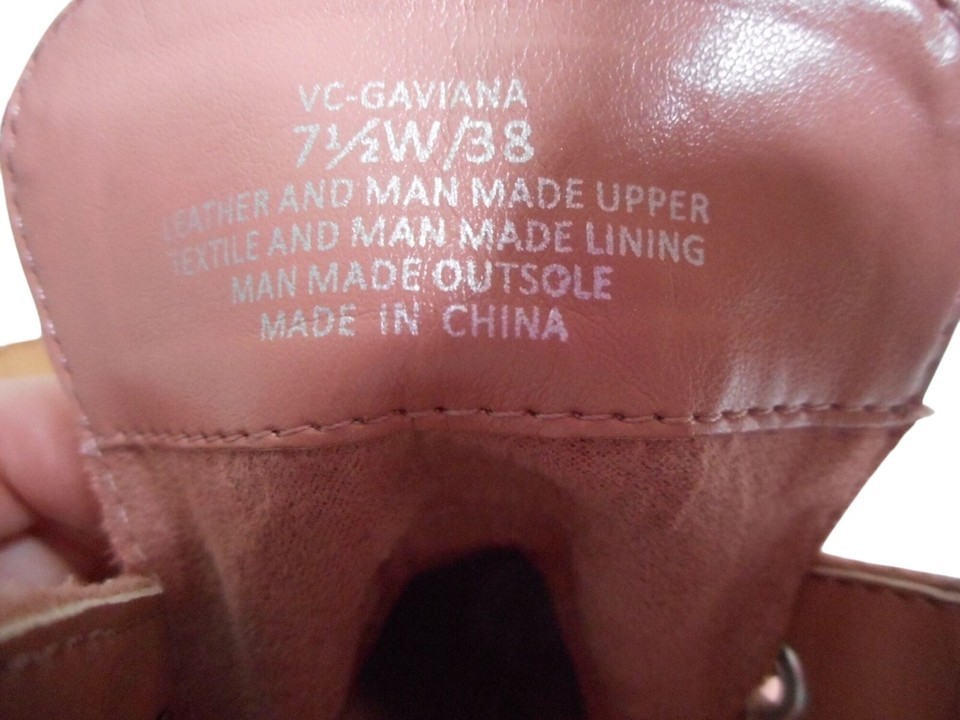 VC-GAVIANA
7½W/38
LEATHER AND MAN MADE UPPER
TEXTILE AND MAN MADE LINING
MAN MADE OUTSOLE
MADE IN CHINA